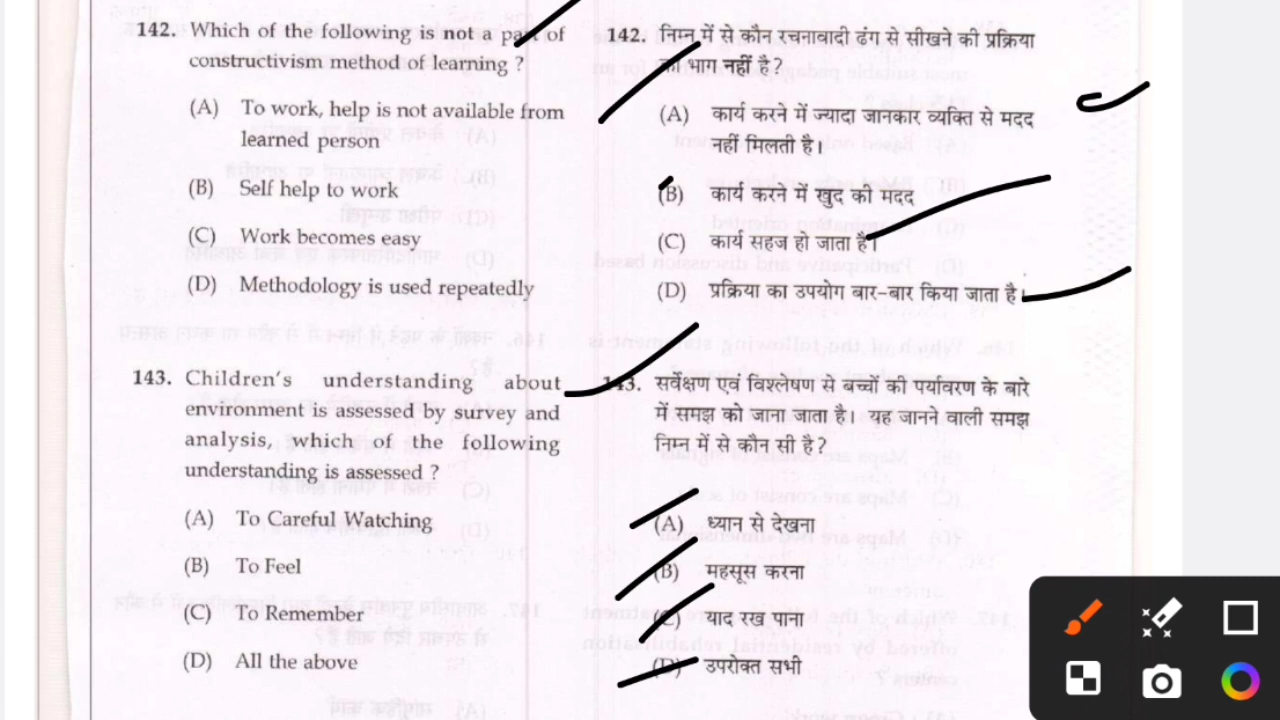 142. Which of the following is not a part of
constructivism method of learning ?
(A) To work, help is not available from
learned person
(B) Self help to work
(C) Work becomes easy
(D) Methodology is used repeatedly
143. Children's understanding about
environment is assessed by survey and
analysis, which of the following
understanding is assessed ?
(A) To Careful Watching
(B) To Feel
(C) To Remember
(D) All the above
142. निम्न में से कौन रचनावादी ढंग से सीखने की प्रक्रिया
का भाग नहीं है ?
(A) कार्य करने में ज्यादा जानकार व्यक्ति से मदद
नहीं मिलती है।
(B) कार्य करने में खुद की मदद
(C) कार्य सहज हो जाता है।
(D) प्रक्रिया का उपयोग बार-बार किया जाता है।
143. सर्वेक्षण एवं विश्लेषण से बच्चों की पर्यावरण के बारे
में समझ को जाना जाता है। यह जानने वाली समझ
निम्न में से कौन सी है ?
(A) ध्यान से देखना
(B) महसूस करना
(C) याद रख पाना
(D) उपरोक्त सभी